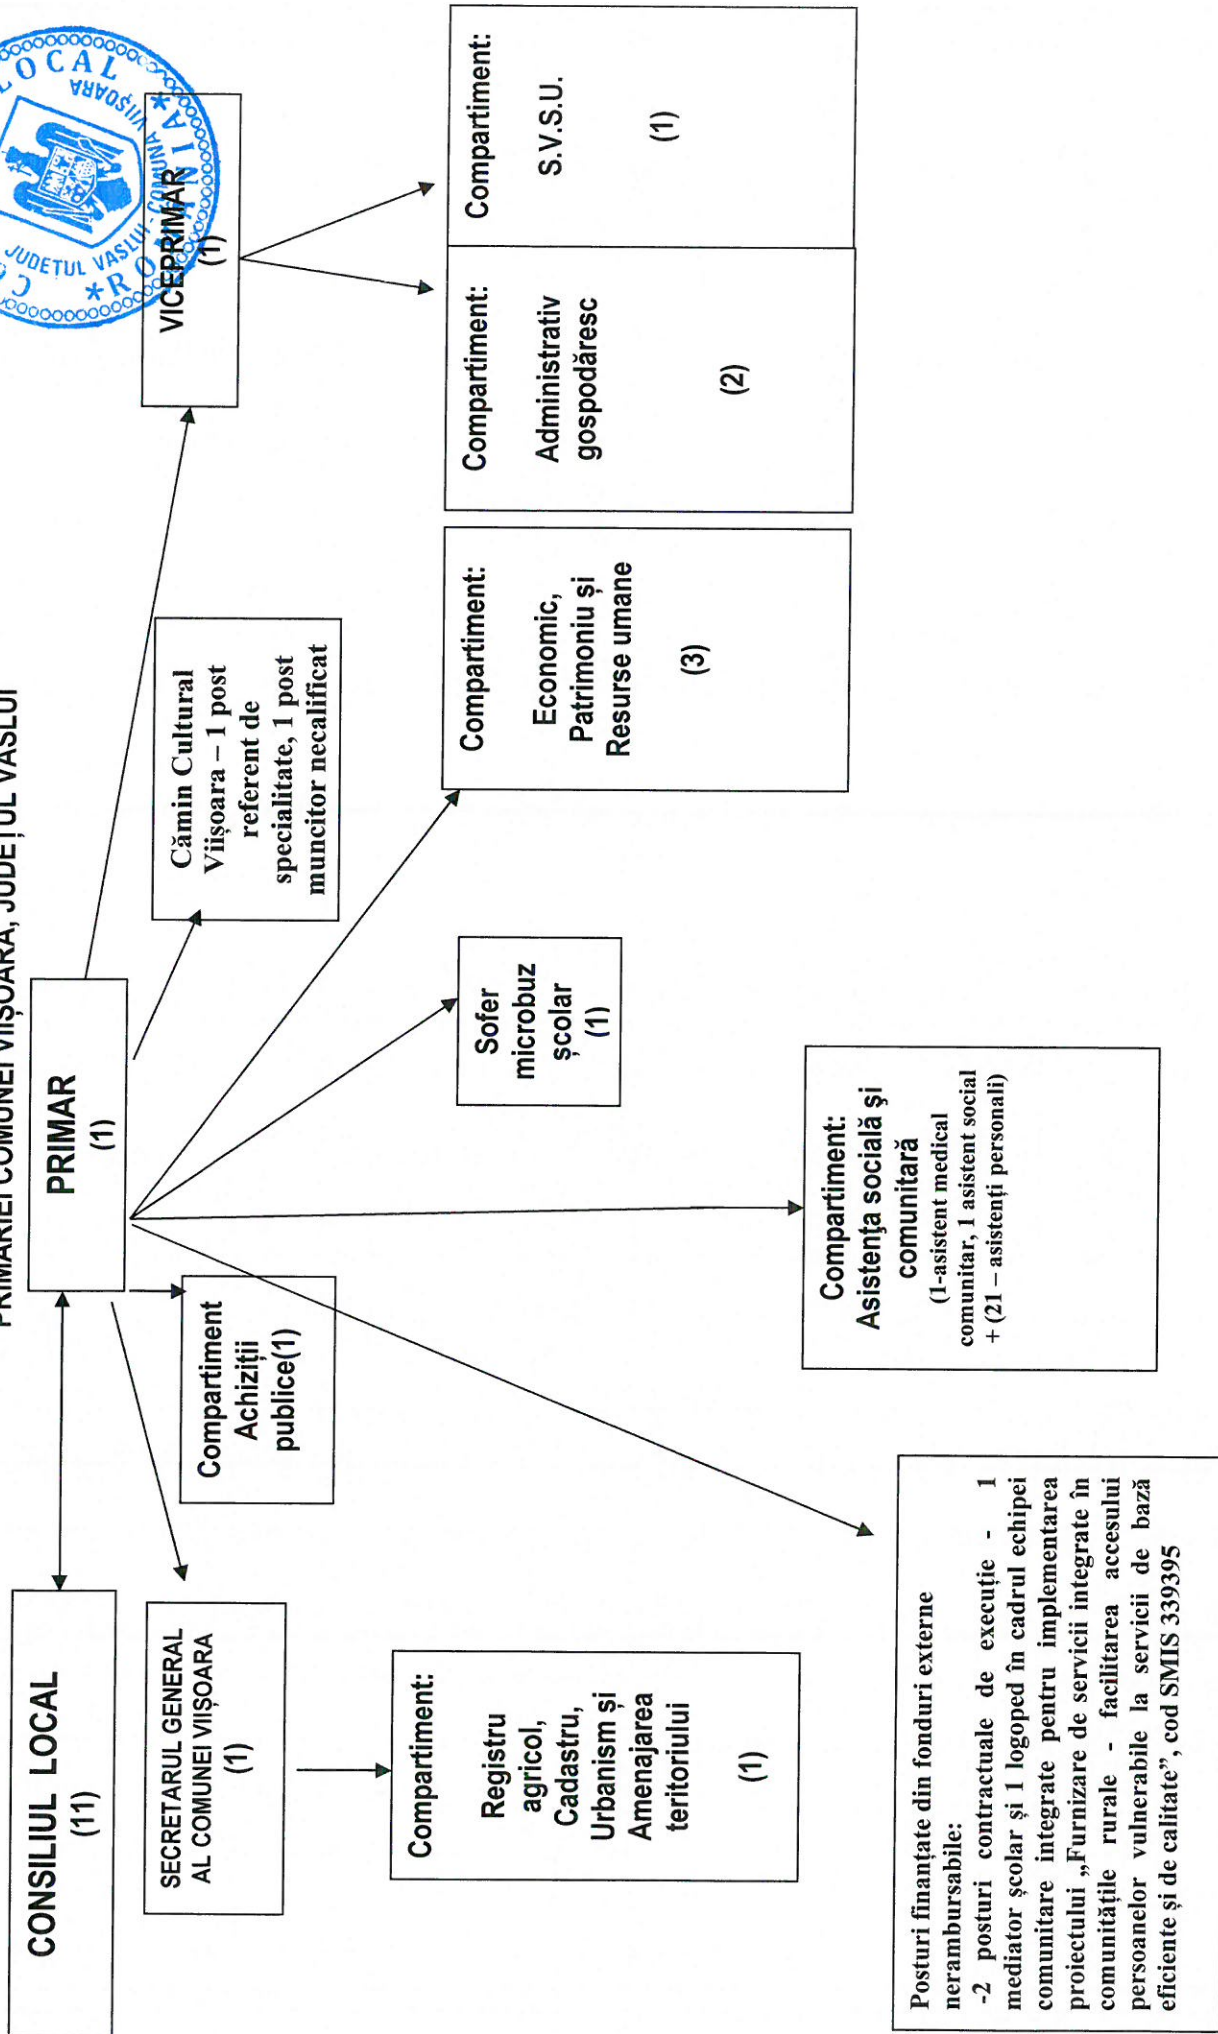 PRIMĂRIEI COMUNEI VIIȘOARA, JUDEȚUL VASLUI
CONSILIUL LOCAL
(11)
PRIMAR
(1)
VICEPRIMAR
(1)
LOCAL
* ROMÂNIA *
JUDEȚUL VASLUI - COMUNA VIIȘOARA
SECRETARUL GENERAL
AL COMUNEI VIIȘOARA
(1)
Compartiment
Achiziții
publice(1)
Cămin Cultural
Viișoara – 1 post
referent de
specialitate, 1 post
muncitor necalificat
Compartiment:
Registru
agricol,
Cadastru,
Urbanism și
Amenajarea
teritoriului
(1)
Sofer
microbuz
școlar
(1)
Compartiment:
Economic,
Patrimoniu și
Resurse umane
(3)
Compartiment:
Administrativ
gospodăresc
(2)
Compartiment:
S.V.S.U.
(1)
Compartiment:
Asistența socială și
comunitară
(1-asistent medical
comunitar, 1 asistent social
+ (21 – asistenți personali)
Posturi finanțate din fonduri externe
nerambursabile:
-2 posturi contractuale de execuție - 1
mediator școlar și 1 logoped în cadrul echipei
comunitare integrate pentru implementarea
proiectului „Furnizare de servicii integrate în
comunitățile rurale - facilitarea accesului
persoanelor vulnerabile la servicii de bază
eficiente și de calitate”, cod SMIS 339395